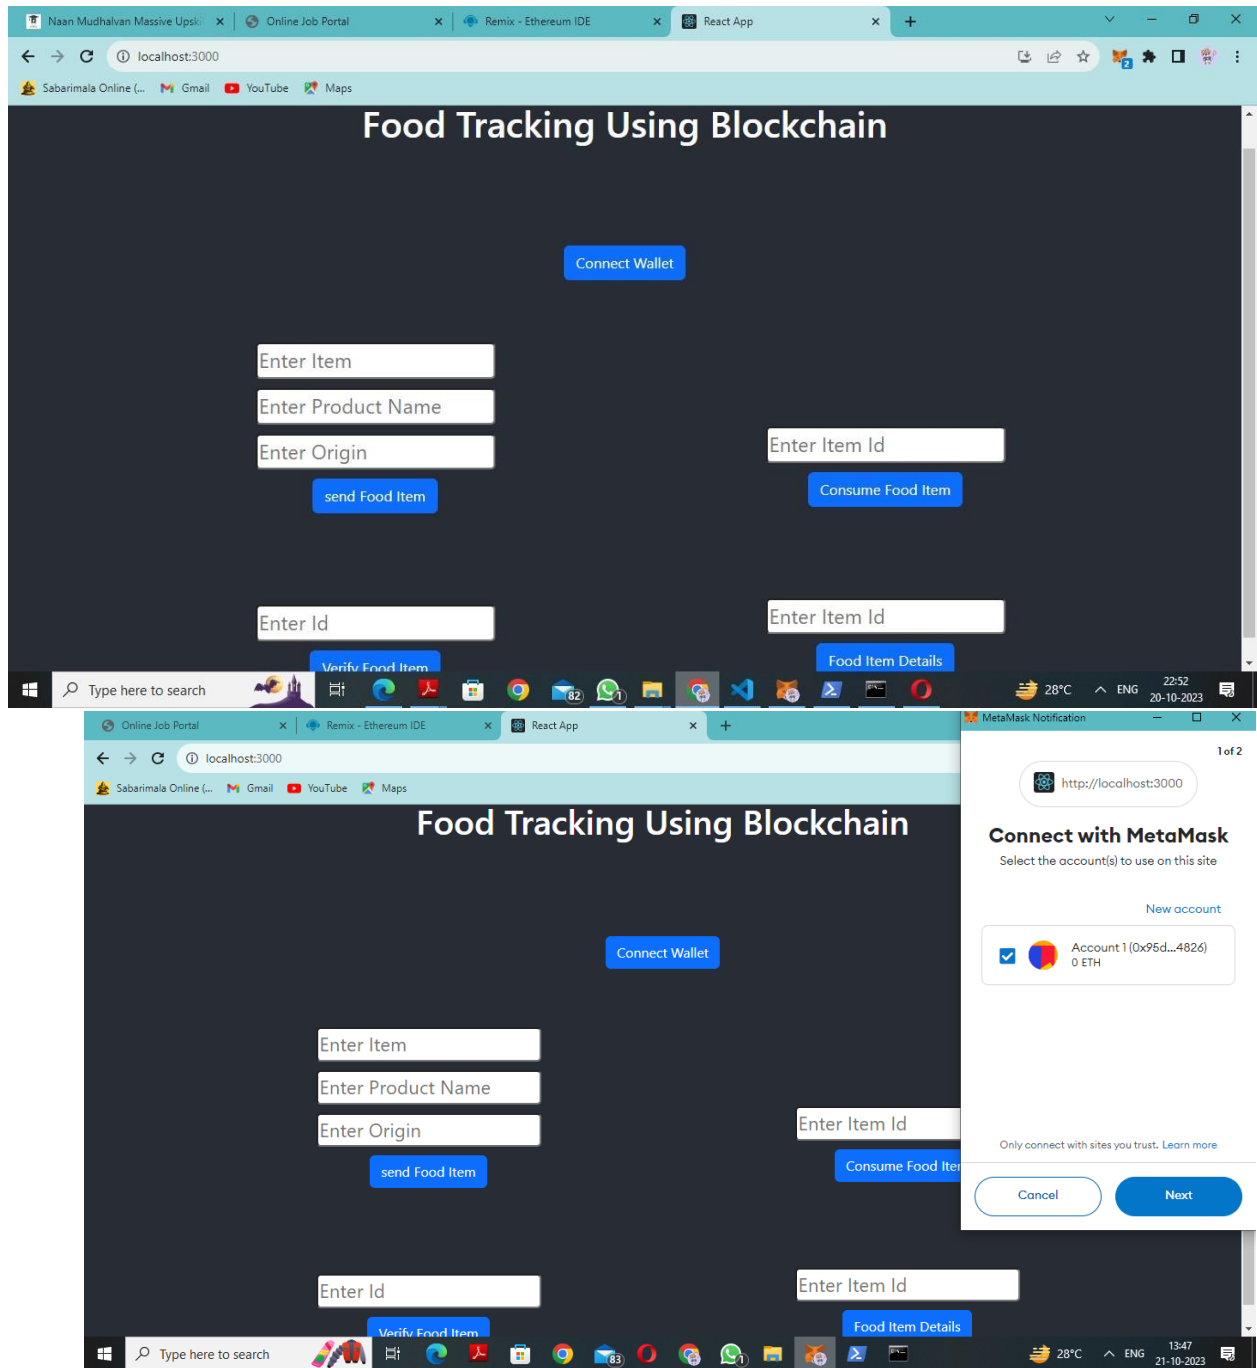 Naan Mudhalvan Massive Upskil
Online Job Portal
Remix - Ethereum IDE
React App
localhost:3000
2
Sabarimala Online (...
Gmail
YouTube
Maps
Food Tracking Using Blockchain
Connect Wallet
Enter Item
Enter Product Name
Enter Origin
send Food Item
Enter Item Id
Consume Food Item
Enter Id
Verify Food Item
Enter Item Id
Food Item Details
Type here to search
82
1
28°C
ENG
22:52
20-10-2023
Online Job Portal
Remix - Ethereum IDE
React App
localhost:3000
Sabarimala Online (...
Gmail
YouTube
Maps
Food Tracking Using Blockchain
Connect Wallet
Enter Item
Enter Product Name
Enter Origin
send Food Item
Enter Item Id
Consume Food Iter
Enter Id
Verify Food Item
Enter Item Id
Food Item Details
MetaMask Notification
1 of 2
http://localhost:3000
Connect with MetaMask
Select the account(s) to use on this site
New account
Account 1 (0x95d...4826)
0 ETH
Only connect with sites you trust. Learn more
Cancel
Next
Type here to search
83
1
28°C
ENG
13:47
21-10-2023